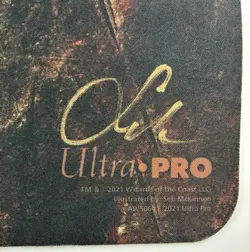 Ultra•PRO
TM & © 2021 Wizards of the Coast LLC
Illustrated by: Seb McKinnon
2021 Ultra Pro